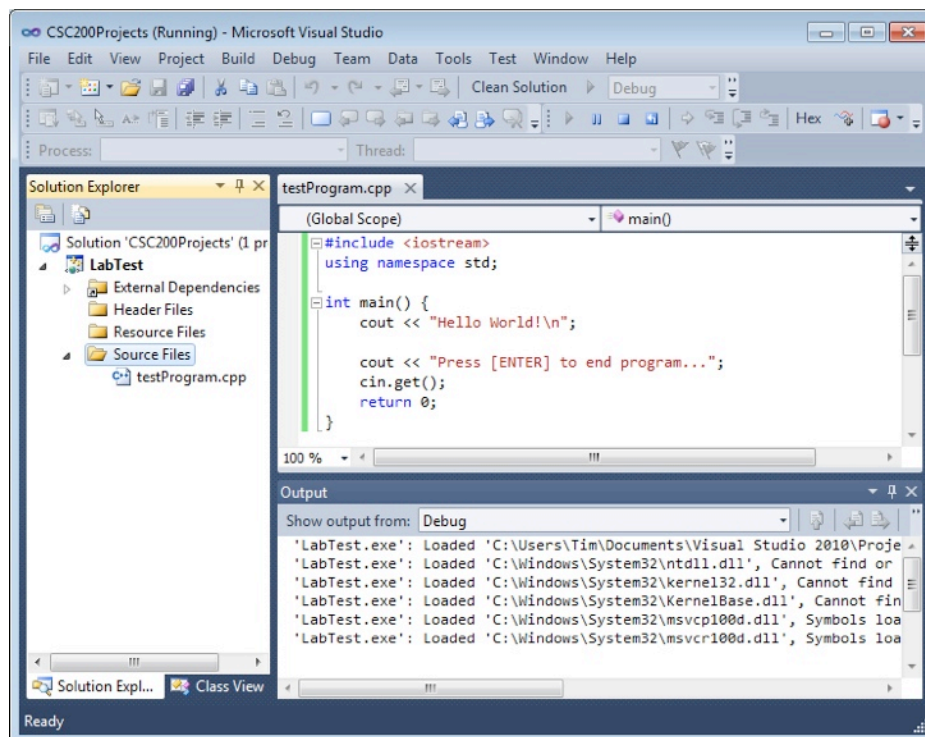 CSC200Projects (Running) - Microsoft Visual Studio
File Edit View Project Build Debug Team Data Tools Test Window Help
Clean Solution Debug
Hex
Process: Thread:
Solution Explorer
Solution 'CSC200Projects' (1 pr
LabTest
External Dependencies
Header Files
Resource Files
Source Files
testProgram.cpp
Solution Expl... Class View
testProgram.cpp
(Global Scope) main()
#include <iostream>
using namespace std;
int main() {
cout << "Hello World!\n";
cout << "Press [ENTER] to end program...";
cin.get();
return 0;
}
100 %
Output
Show output from: Debug
'LabTest.exe': Loaded 'C:\Users\Tim\Documents\Visual Studio 2010\Proje
'LabTest.exe': Loaded 'C:\Windows\System32\ntdll.dll', Cannot find or
'LabTest.exe': Loaded 'C:\Windows\System32\kernel32.dll', Cannot find
'LabTest.exe': Loaded 'C:\Windows\System32\KernelBase.dll', Cannot fin
'LabTest.exe': Loaded 'C:\Windows\System32\msvcp100d.dll', Symbols loa
'LabTest.exe': Loaded 'C:\Windows\System32\msvcr100d.dll', Symbols loa
Ready